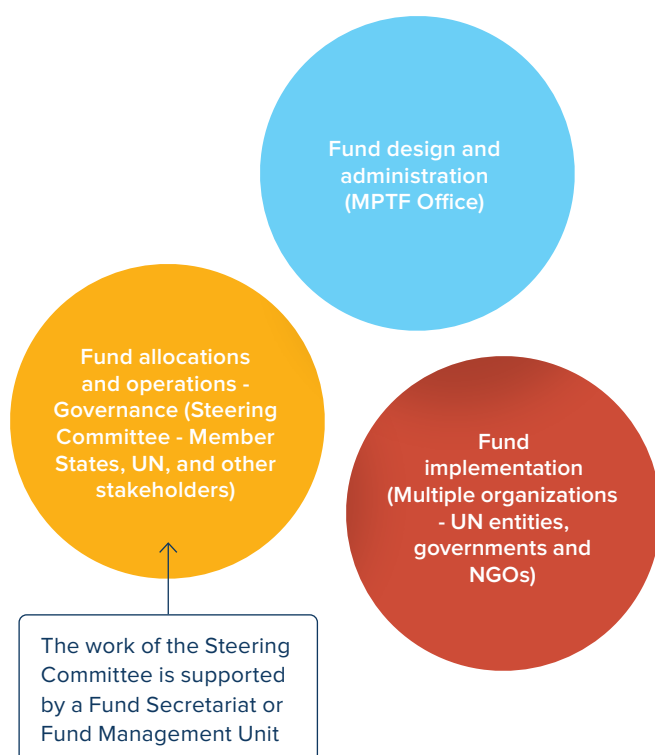 Fund design and
administration
(MPTF Office)
Fund allocations
and operations -
Governance (Steering
Committee - Member
States, UN, and other
stakeholders)
Fund
implementation
(Multiple organizations
- UN entities,
governments and
NGOs)
The work of the Steering
Committee is supported
by a Fund Secretariat or
Fund Management Unit